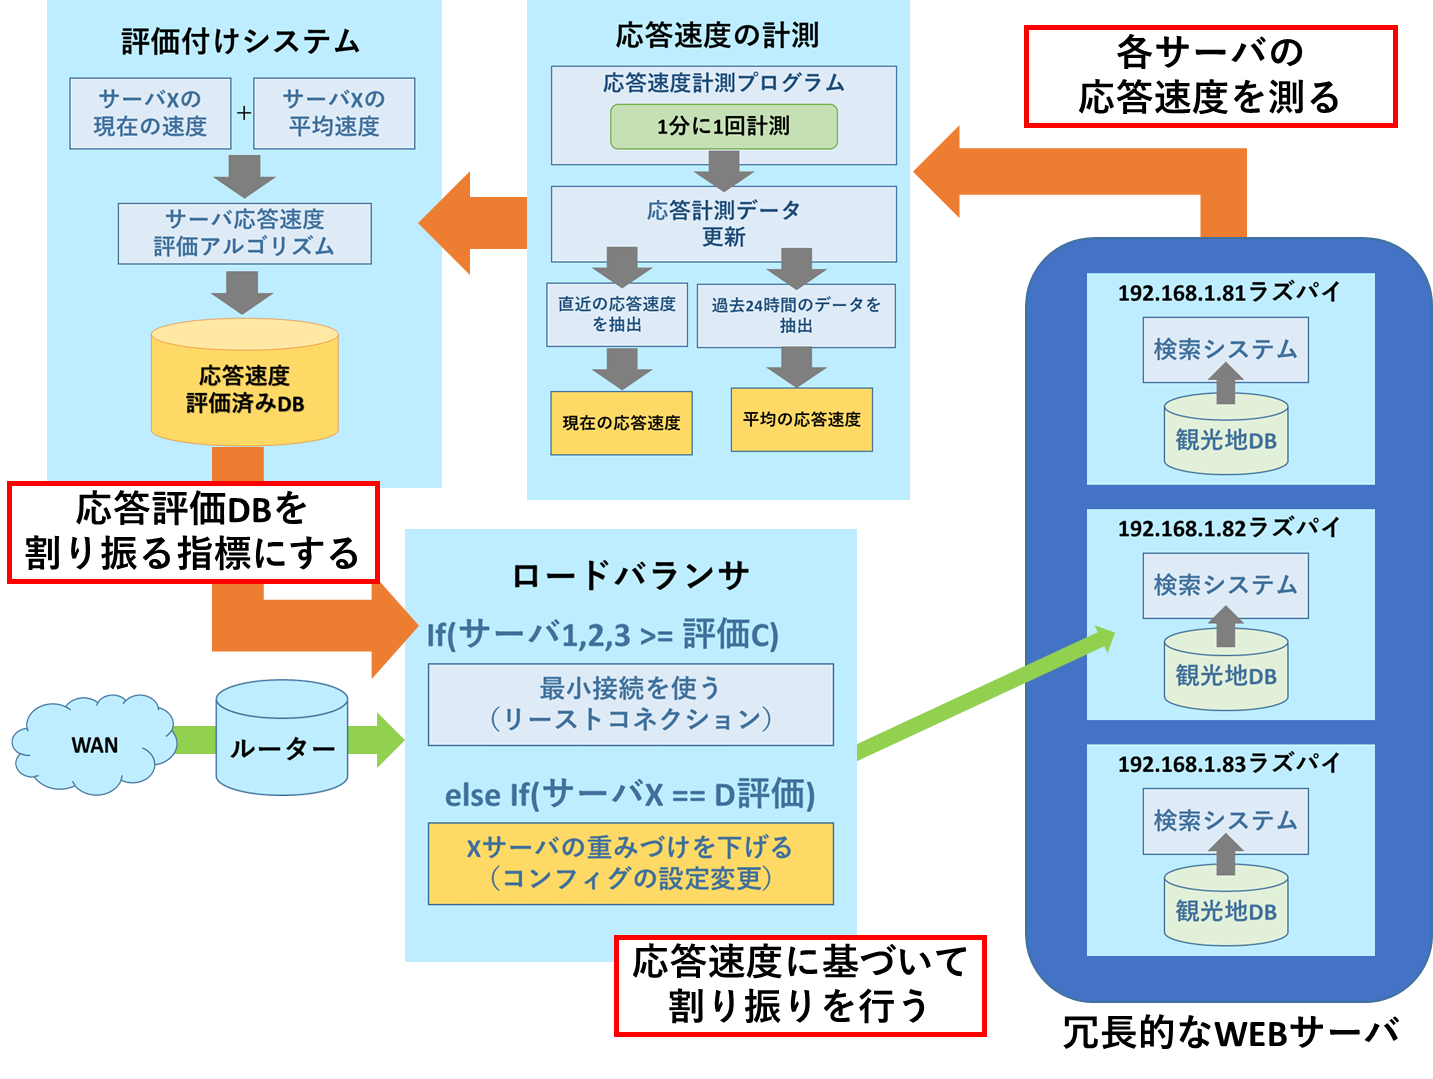 評価付けシステム
サーバXの
現在の速度
+
サーバXの
平均速度
サーバ応答速度
評価アルゴリズム
応答速度
評価済みDB
応答速度の計測
応答速度計測プログラム
1分に1回計測
応答計測データ
更新
直近の応答速度
を抽出
過去24時間のデータを
抽出
現在の応答速度
平均の応答速度
各サーバの
応答速度を測る
192.168.1.81ラズパイ
検索システム
観光地DB
192.168.1.82ラズパイ
検索システム
観光地DB
192.168.1.83ラズパイ
検索システム
観光地DB
冗長的なWEBサーバ
応答評価DBを
割り振る指標にする
ロードバランサ
If(サーバ1,2,3 >= 評価C)
最小接続を使う
（リーストコネクション）
else If(サーバX == D評価)
Xサーバの重みづけを下げる
（コンフィグの設定変更）
WAN
ルーター
応答速度に基づいて
割り振りを行う